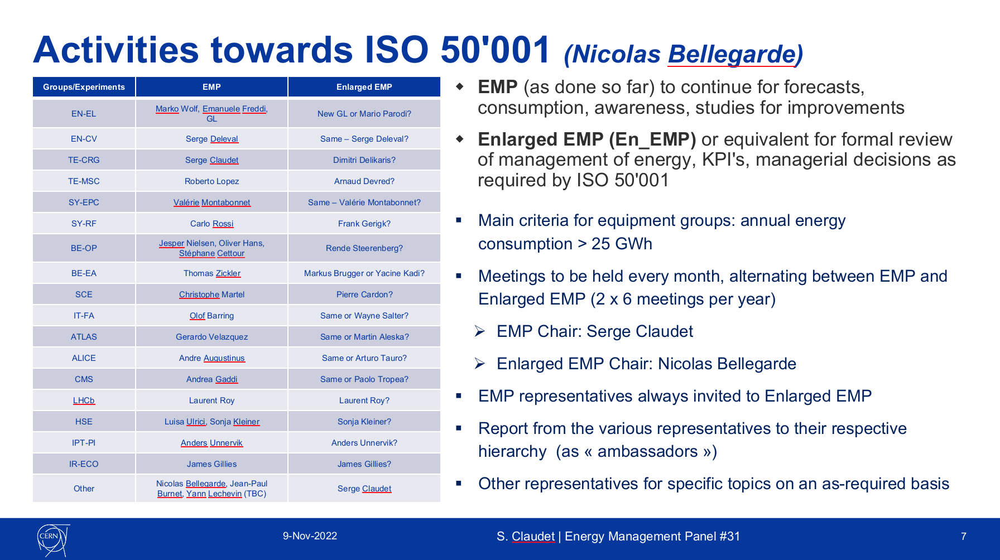 Activities towards ISO 50'001 (Nicolas Bellegarde)
Groups/Experiments EMP Enlarged EMP
EN-EL Marko Wolf, Emanuele Freddi, GL New GL or Mario Parodi?
EN-CV Serge Deleval Same – Serge Deleval?
TE-CRG Serge Claudet Dimitri Delikaris?
TE-MSC Roberto Lopez Arnaud Devred?
SY-EPC Valérie Montabonnet Same – Valérie Montabonnet?
SY-RF Carlo Rossi Frank Gerigk?
BE-OP Jesper Nielsen, Oliver Hans, Stéphane Cettour Rende Steerenberg?
BE-EA Thomas Zickler Markus Brugger or Yacine Kadi?
SCE Christophe Martel Pierre Cardon?
IT-FA Olof Barring Same or Wayne Salter?
ATLAS Gerardo Velazquez Same or Martin Aleska?
ALICE Andre Augustinus Same or Arturo Tauro?
CMS Andrea Gaddi Same or Paolo Tropea?
LHCb Laurent Roy Laurent Roy?
HSE Luisa Ulrici, Sonja Kleiner Sonja Kleiner?
IPT-PI Anders Unnervik Anders Unnervik?
IR-ECO James Gillies James Gillies?
Other Nicolas Bellegarde, Jean-Paul Burnet, Yann Lechevin (TBC) Serge Claudet
◆ EMP (as done so far) to continue for forecasts,
consumption, awareness, studies for improvements
◆ Enlarged EMP (En_EMP) or equivalent for formal review
of management of energy, KPI's, managerial decisions as
required by ISO 50'001
▪ Main criteria for equipment groups: annual energy
consumption > 25 GWh
▪ Meetings to be held every month, alternating between EMP and
Enlarged EMP (2 x 6 meetings per year)
➢ EMP Chair: Serge Claudet
➢ Enlarged EMP Chair: Nicolas Bellegarde
▪ EMP representatives always invited to Enlarged EMP
▪ Report from the various representatives to their respective
hierarchy (as « ambassadors »)
▪ Other representatives for specific topics on an as-required basis
CERN
9-Nov-2022
S. Claudet | Energy Management Panel #31
7